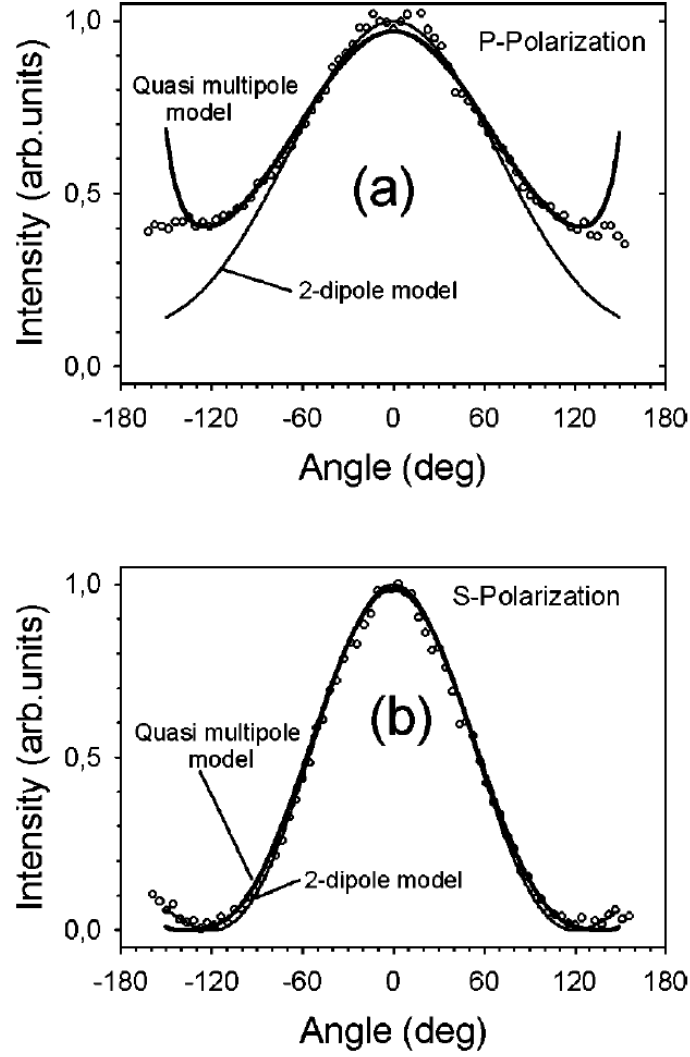 1,0
P-Polarization
Quasi multipole
model
Intensity (arb.units)
0,5
(a)
2-dipole model
0,0
-180 -120 -60 0 60 120 180
Angle (deg)
1,0
S-Polarization
Intensity (arb.units)
(b)
Quasi multipole
model
0,5
2-dipole model
0,0
-180 -120 -60 0 60 120 180
Angle (deg)